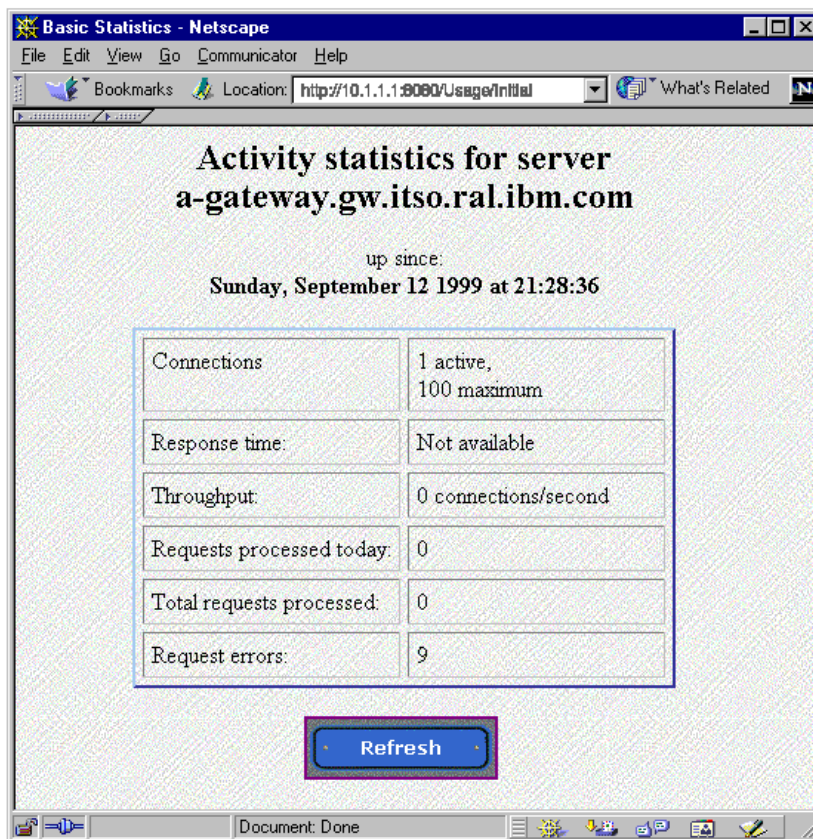 Basic Statistics - Netscape
File Edit View Go Communicator Help
Bookmarks Location: http://10.1.1.1:8080/Usage/Initial What's Related N
Activity statistics for server
a-gateway.gw.itso.ral.ibm.com
up since:
Sunday, September 12 1999 at 21:28:36
Connections 1 active,
100 maximum
Response time: Not available
Throughput: 0 connections/second
Requests processed today: 0
Total requests processed: 0
Request errors: 9
Refresh
Document: Done